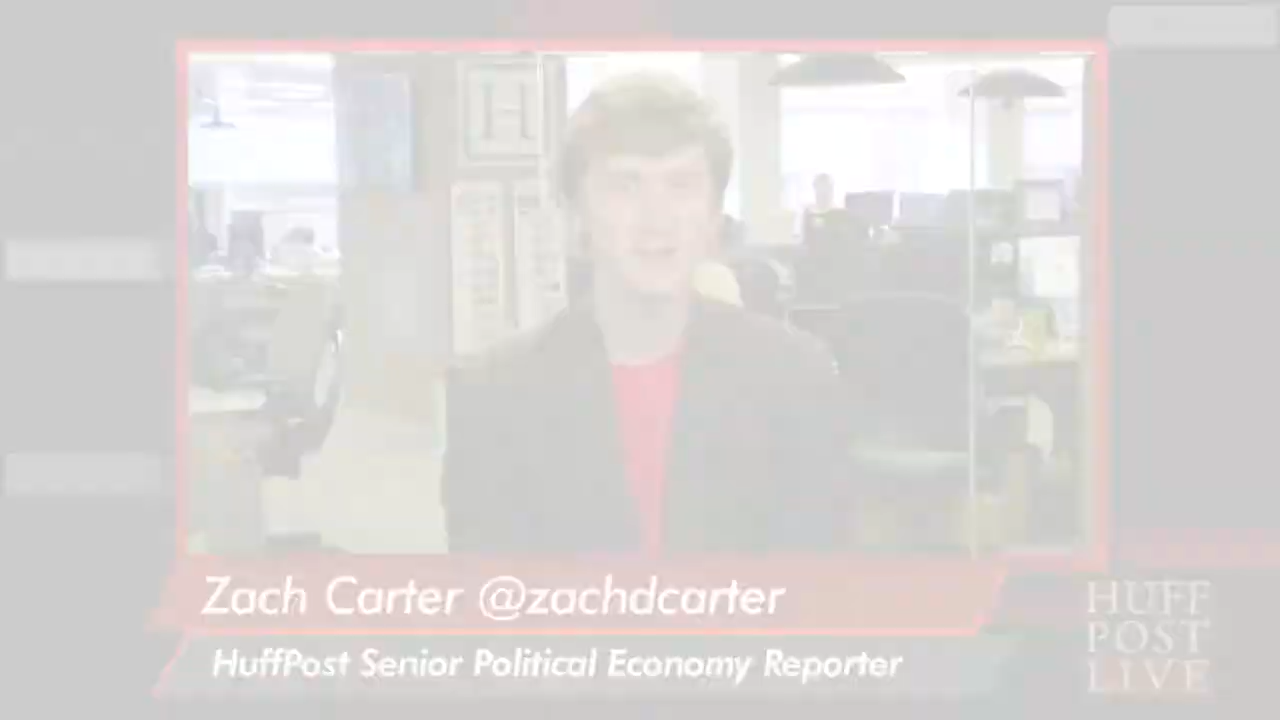 H
Zach Carter @zachdcarter
HuffPost Senior Political Economy Reporter
HUFF
POST
LIVE